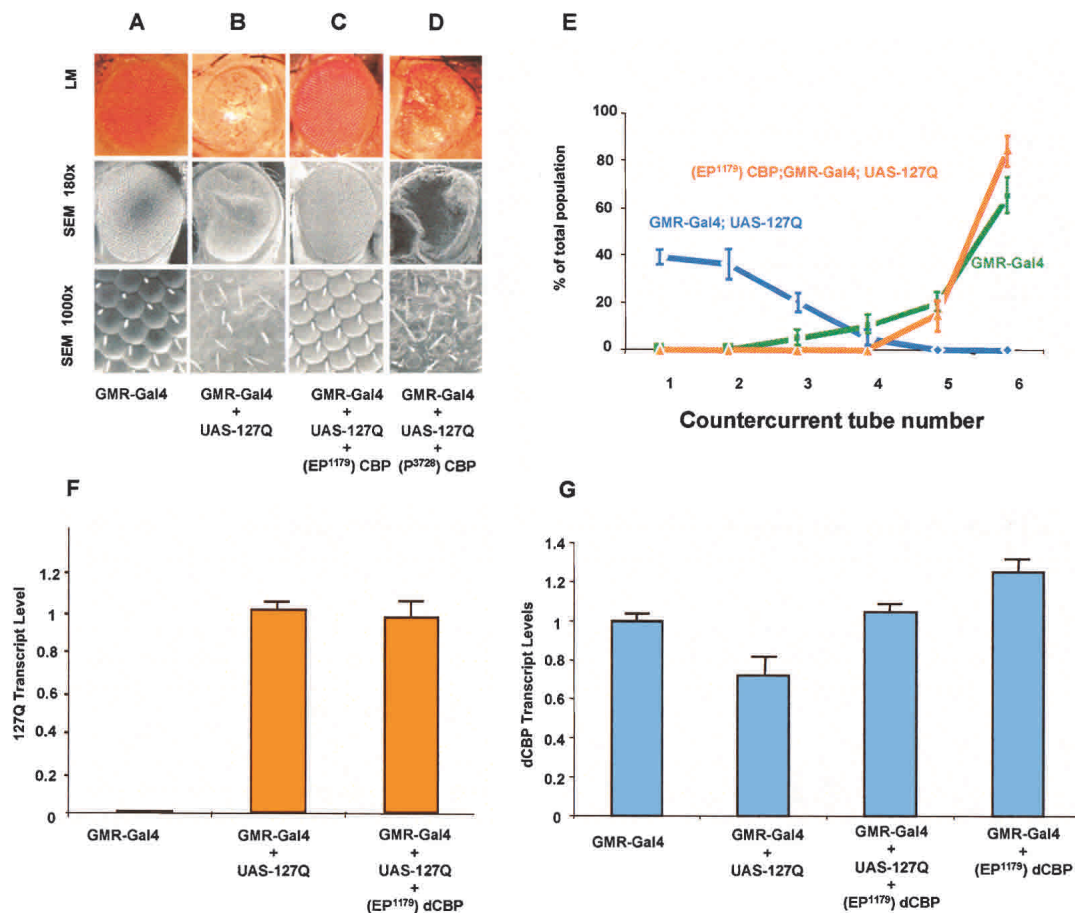 A B C D
LM
SEM 180x
SEM 1000x
GMR-Gal4
GMR-Gal4
+
UAS-127Q
GMR-Gal4
+
UAS-127Q
+
(EP¹¹⁷⁹) CBP
GMR-Gal4
+
UAS-127Q
+
(P³⁷²⁸) CBP
E
% of total population
100
80
60
40
20
0
(EP¹¹⁷⁹) CBP;GMR-Gal4; UAS-127Q
GMR-Gal4; UAS-127Q
GMR-Gal4
1 2 3 4 5 6
Countercurrent tube number
F
127Q Transcript Level
1.2
1
0.8
0.6
0.4
0.2
0
GMR-Gal4
GMR-Gal4
+
UAS-127Q
GMR-Gal4
+
UAS-127Q
+
(EP¹¹⁷⁹) dCBP
G
dCBP Transcript Levels
1.4
1.2
1
0.8
0.6
0.4
0.2
0
GMR-Gal4
GMR-Gal4
+
UAS-127Q
GMR-Gal4
+
UAS-127Q
+
(EP¹¹⁷⁹) dCBP
GMR-Gal4
+
(EP¹¹⁷⁹) dCBP